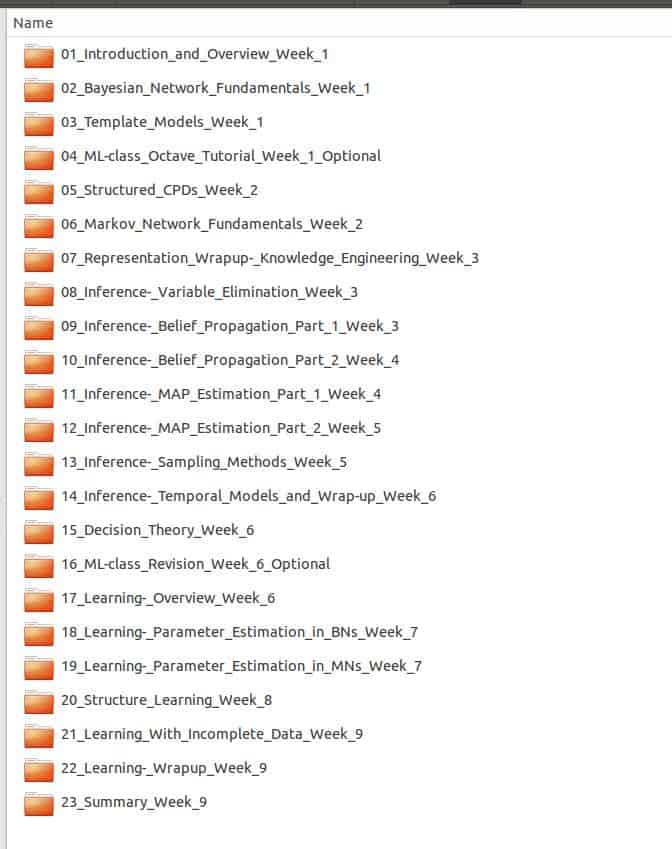 Name
01_Introduction_and_Overview_Week_1
02_Bayesian_Network_Fundamentals_Week_1
03_Template_Models_Week_1
04_ML-class_Octave_Tutorial_Week_1_Optional
05_Structured_CPDs_Week_2
06_Markov_Network_Fundamentals_Week_2
07_Representation_Wrapup-_Knowledge_Engineering_Week_3
08_Inference-_Variable_Elimination_Week_3
09_Inference-_Belief_Propagation_Part_1_Week_3
10_Inference-_Belief_Propagation_Part_2_Week_4
11_Inference-_MAP_Estimation_Part_1_Week_4
12_Inference-_MAP_Estimation_Part_2_Week_5
13_Inference-_Sampling_Methods_Week_5
14_Inference-_Temporal_Models_and_Wrap-up_Week_6
15_Decision_Theory_Week_6
16_ML-class_Revision_Week_6_Optional
17_Learning-_Overview_Week_6
18_Learning-_Parameter_Estimation_in_BNs_Week_7
19_Learning-_Parameter_Estimation_in_MNs_Week_7
20_Structure_Learning_Week_8
21_Learning_With_Incomplete_Data_Week_9
22_Learning-_Wrapup_Week_9
23_Summary_Week_9